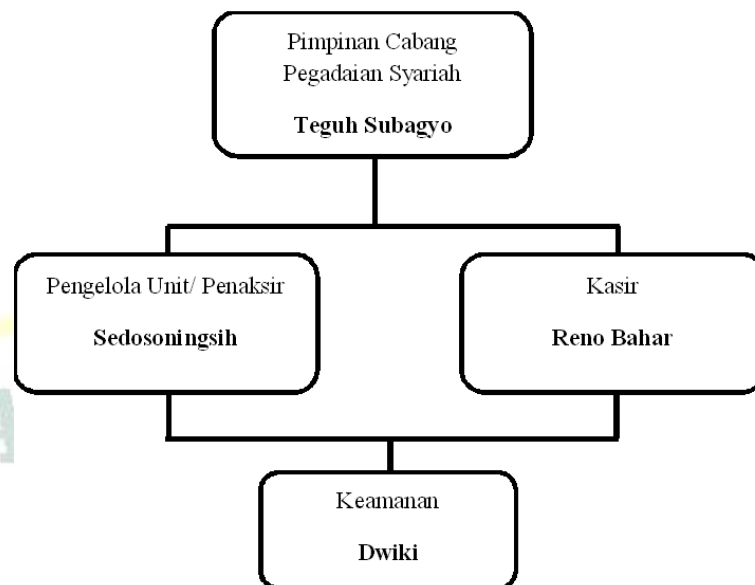 Pimpinan Cabang
Pegadaian Syariah
Teguh Subagyo
Pengelola Unit/ Penaksir
Sedosoningsih
Kasir
Reno Bahar
Keamanan
Dwiki